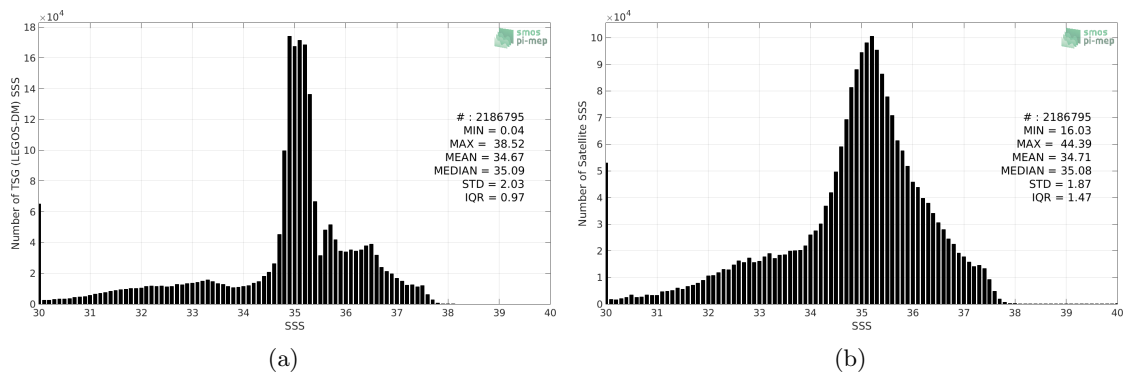 ×10⁴
18
16
14
12
10
8
6
4
2
0
Number of TSG (LEGOS-DM) SSS
30 31 32 33 34 35 36 37 38 39 40
SSS
smos
pi-mep
# : 2186795
MIN = 0.04
MAX = 38.52
MEAN = 34.67
MEDIAN = 35.09
STD = 2.03
IQR = 0.97
(a)
×10⁴
10
9
8
7
6
5
4
3
2
1
0
Number of Satellite SSS
30 31 32 33 34 35 36 37 38 39 40
SSS
smos
pi-mep
# : 2186795
MIN = 16.03
MAX = 44.39
MEAN = 34.71
MEDIAN = 35.08
STD = 1.87
IQR = 1.47
(b)